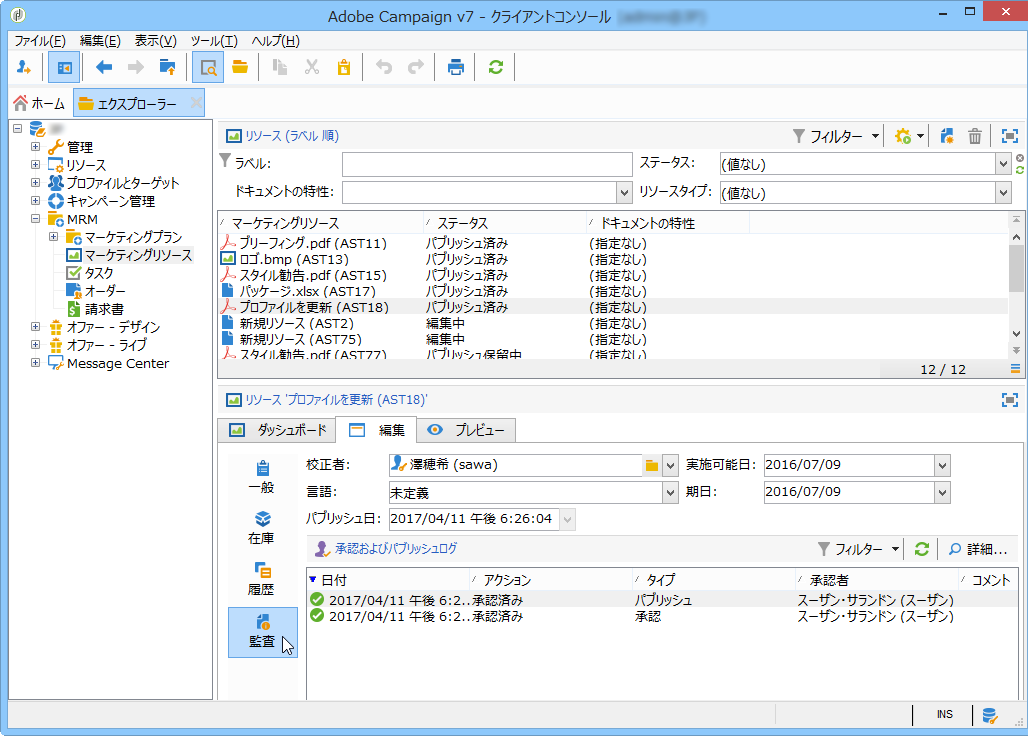 Adobe Campaign v7 - クライアントコンソール
ファイル(F) 編集(E) 表示(V) ツール(T) ヘルプ(H)
ホーム エクスプローラー
管理
リソース
プロファイルとターゲット
キャンペーン管理
MRM
マーケティングプラン
マーケティングリソース
タスク
オーダー
請求書
オファー - デザイン
オファー - ライブ
Message Center
リソース (ラベル 順) フィルター
ラベル: ステータス: (値なし)
ドキュメントの特性: リソースタイプ: (値なし)
マーケティングリソース ステータス ドキュメントの特性
ブリーフィング.pdf (AST11) パブリッシュ済み (指定なし)
ロゴ.bmp (AST13) パブリッシュ済み (指定なし)
スタイル勧告.pdf (AST15) パブリッシュ済み (指定なし)
パッケージ.xlsx (AST17) パブリッシュ済み (指定なし)
プロファイルを更新 (AST18) パブリッシュ済み (指定なし)
新規リソース (AST2) 編集中 (指定なし)
新規リソース (AST75) 編集中 (指定なし)
スタイル勧告.pdf (AST77) パブリッシュ保留中 (指定なし)
12 / 12
リソース 'プロファイルを更新 (AST18)'
ダッシュボード 編集 プレビュー
一般
在庫
履歴
監査
校正者: 澤穂希 (sawa) 実施可能日: 2016/07/09
言語: 未定義 期日: 2016/07/09
パブリッシュ日: 2017/04/11 午後 6:26:04
承認およびパブリッシュログ フィルター 詳細...
日付 アクション タイプ 承認者 コメント
2017/04/11 午後 6:2... 承認済み パブリッシュ スーザン・サランドン (スーザン)
2017/04/11 午後 6:2... 承認済み 承認 スーザン・サランドン (スーザン)
INS